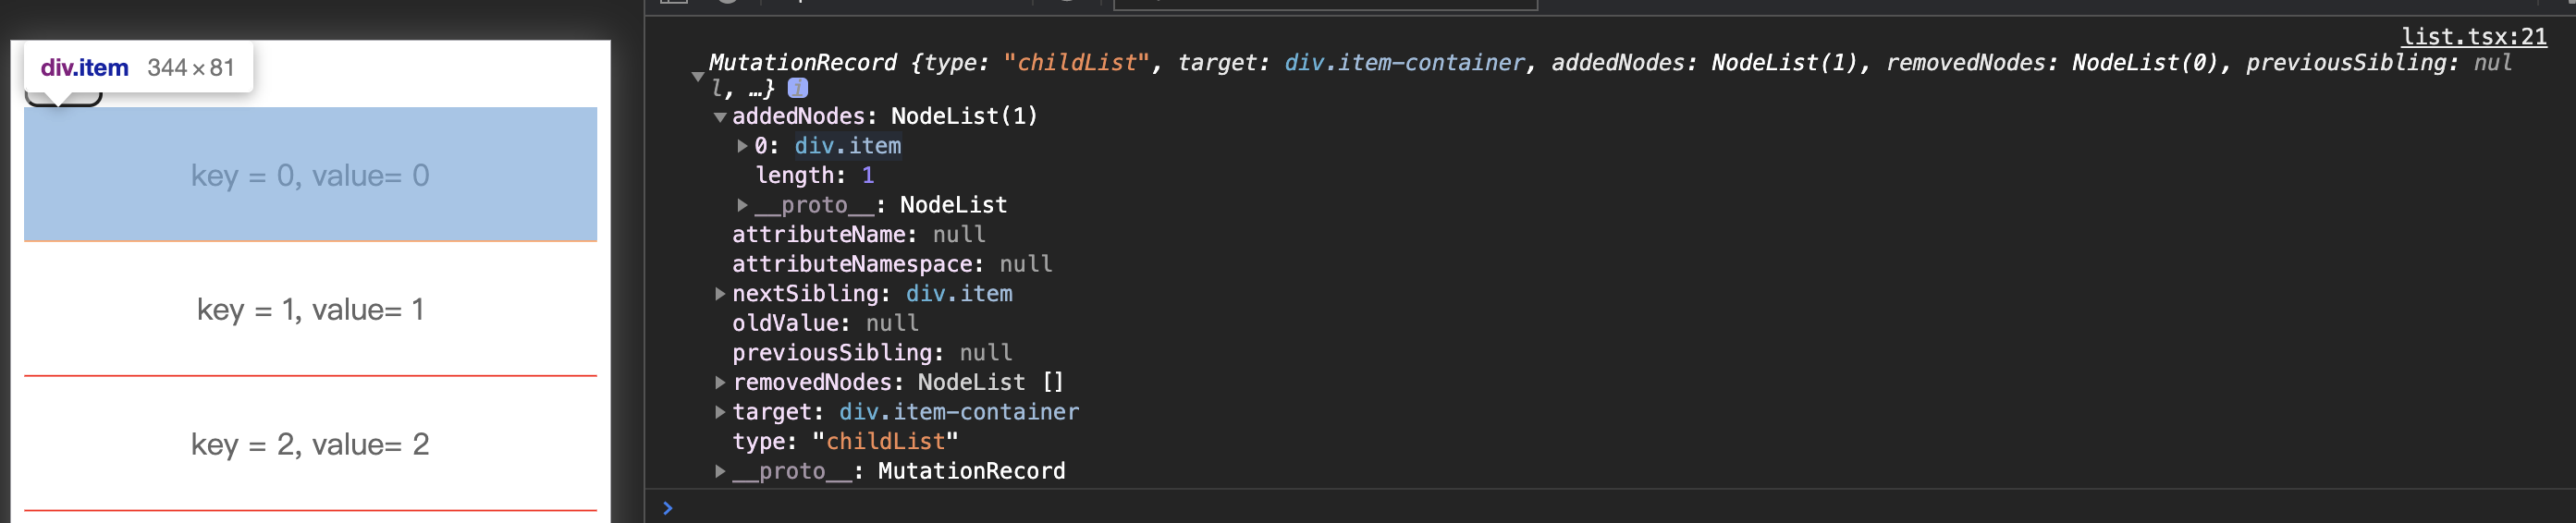 div.item 344×81
key = 0, value= 0
key = 1, value= 1
key = 2, value= 2
list.tsx:21
MutationRecord {type: "childList", target: div.item-container, addedNodes: NodeList(1), removedNodes: NodeList(0), previousSibling: nul
l, …} i
addedNodes: NodeList(1)
0: div.item
length: 1
__proto__: NodeList
attributeName: null
attributeNamespace: null
nextSibling: div.item
oldValue: null
previousSibling: null
removedNodes: NodeList []
target: div.item-container
type: "childList"
__proto__: MutationRecord